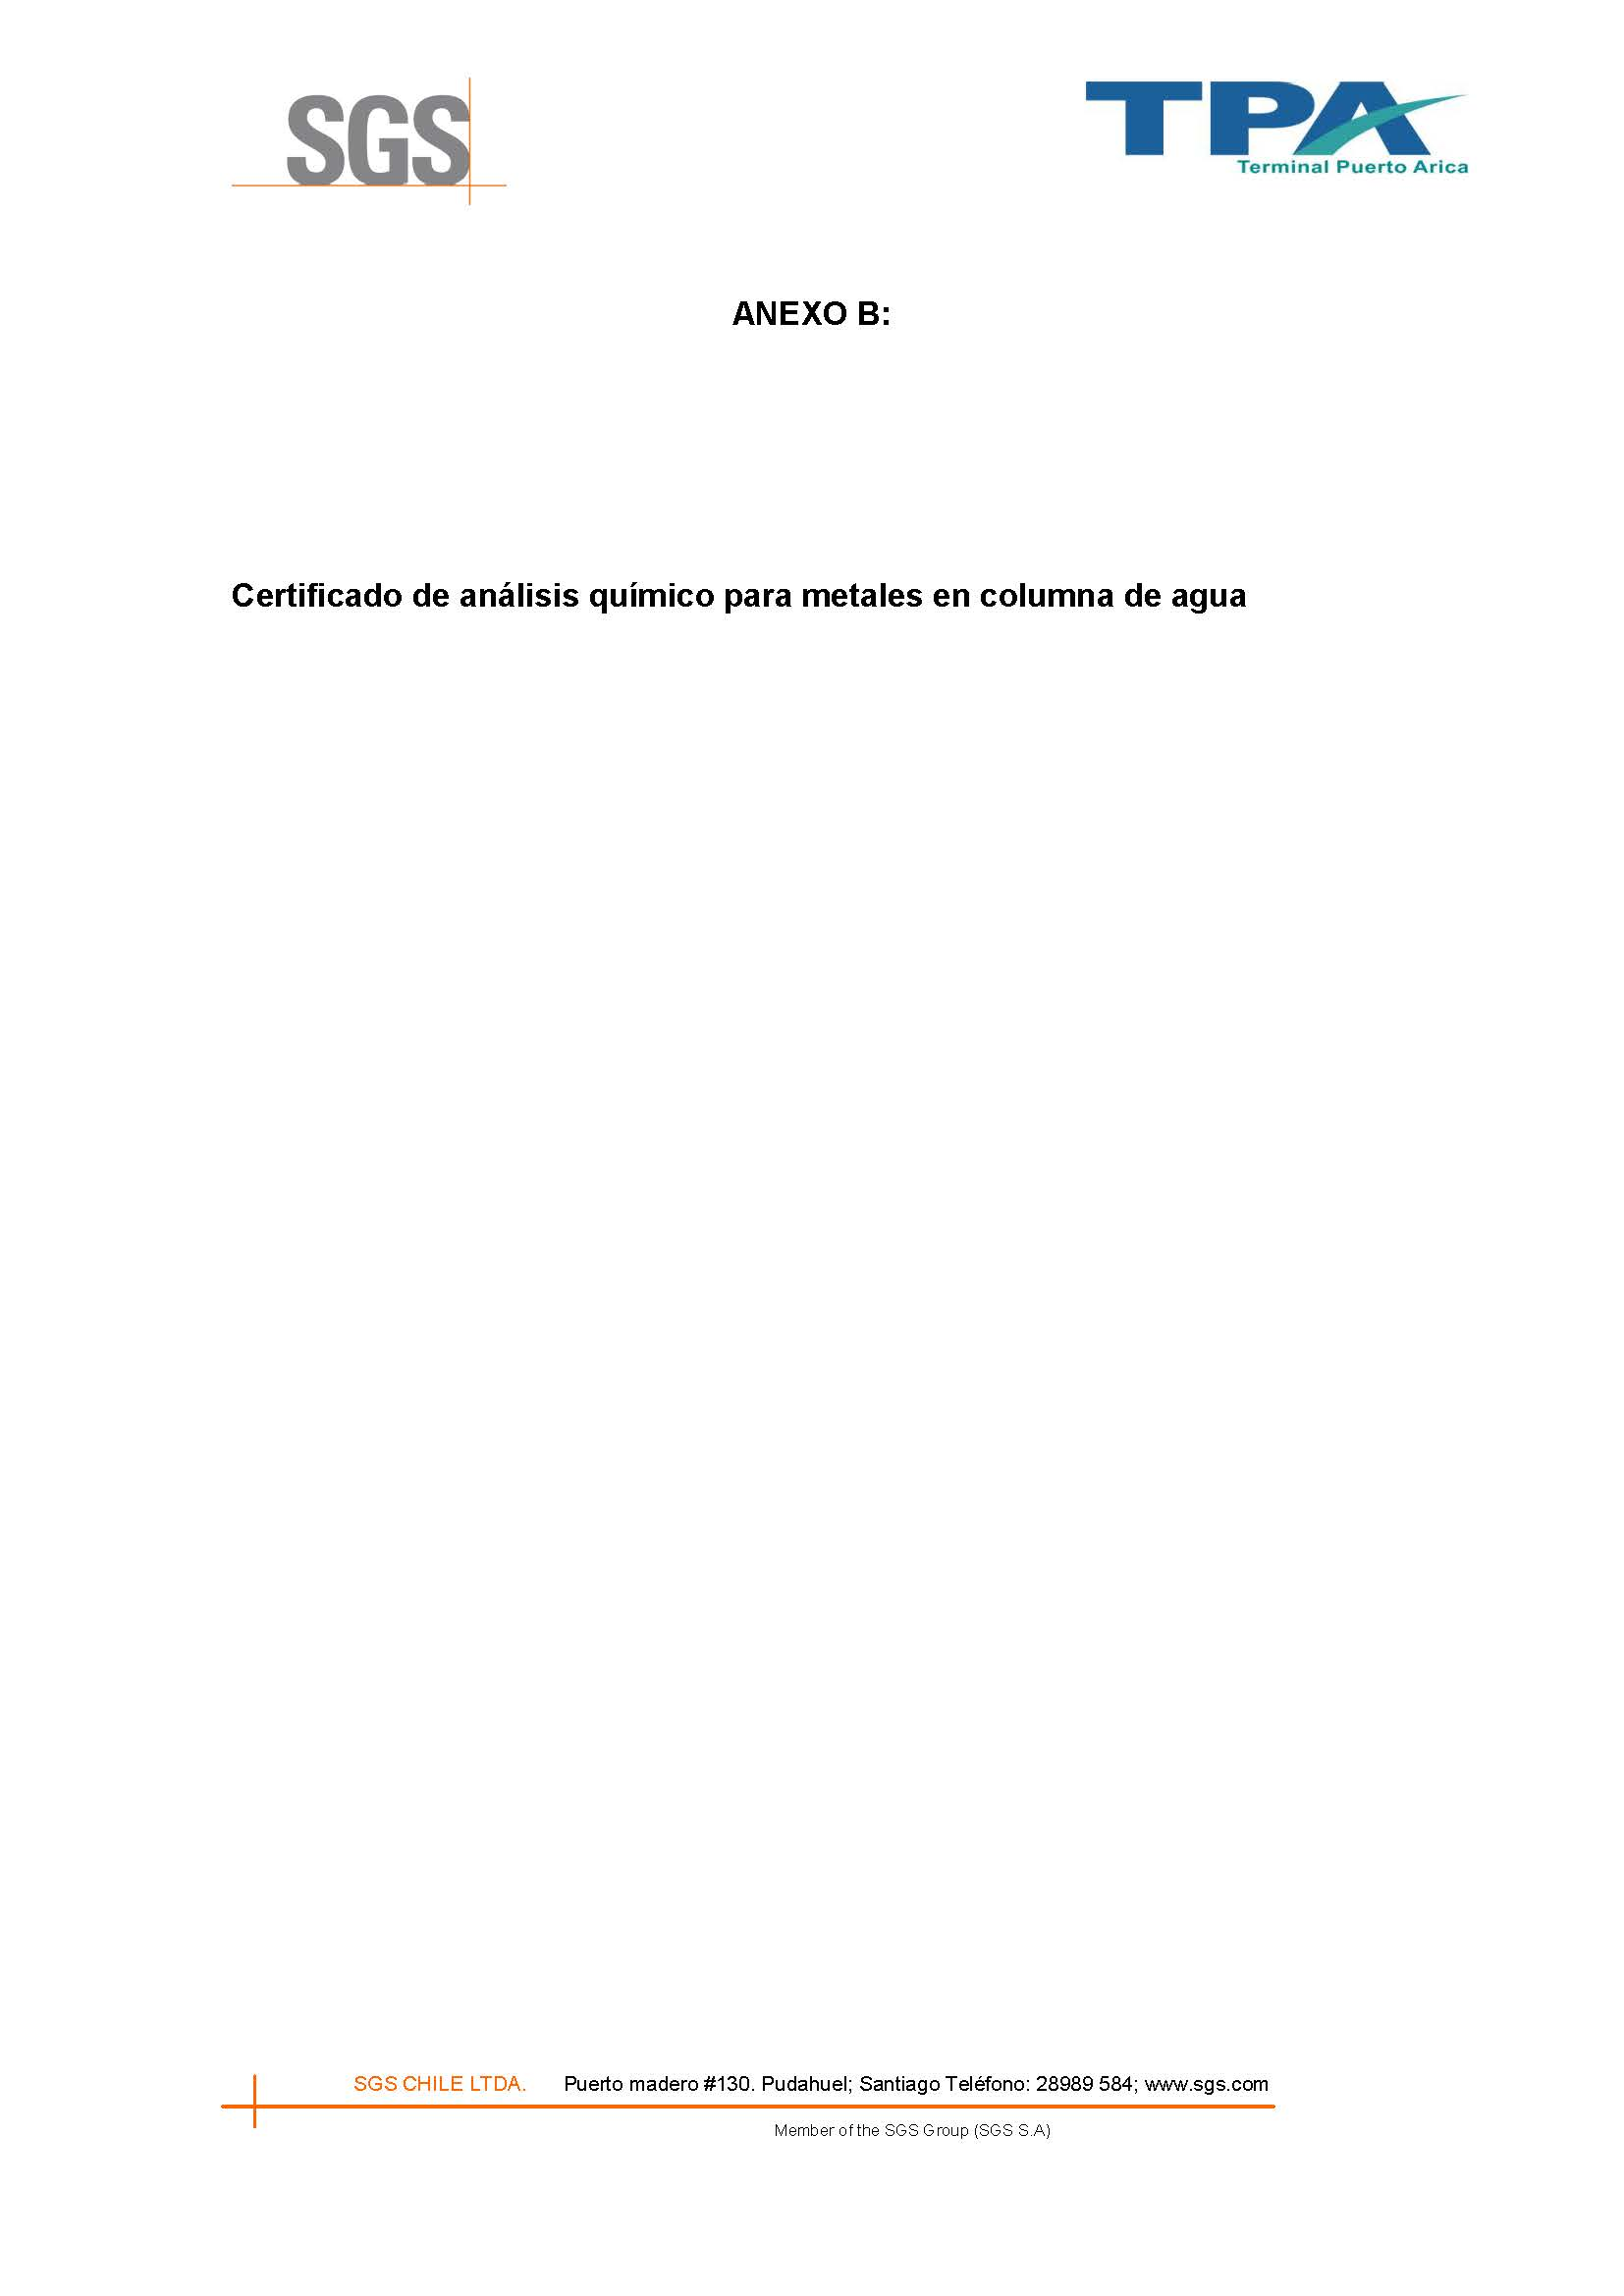 SGS
TPA
Terminal Puerto Arica
ANEXO B:
Certificado de análisis químico para metales en columna de agua
SGS CHILE LTDA. Puerto madero #130. Pudahuel; Santiago Teléfono: 28989 584; www.sgs.com
Member of the SGS Group (SGS S.A)